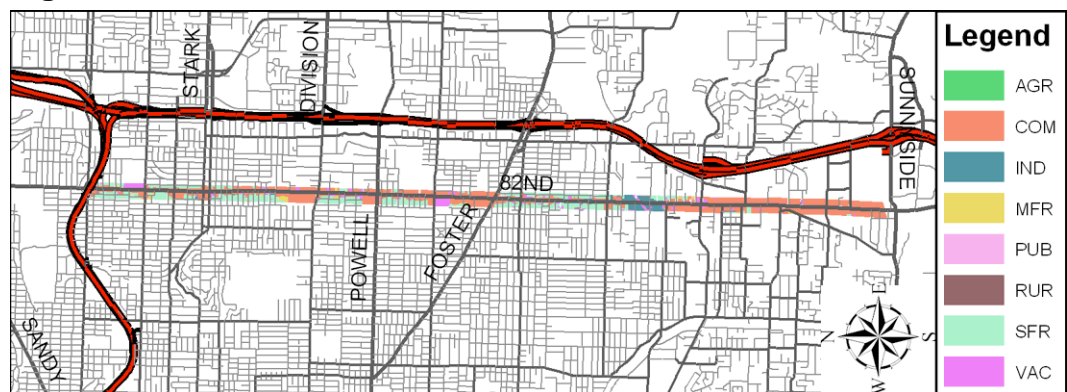 STARK
DIVISION
SUNNYSIDE
82ND
POWELL
FOSTER
SANDY
N
E
S
W
Legend
AGR
COM
IND
MFR
PUB
RUR
SFR
VAC